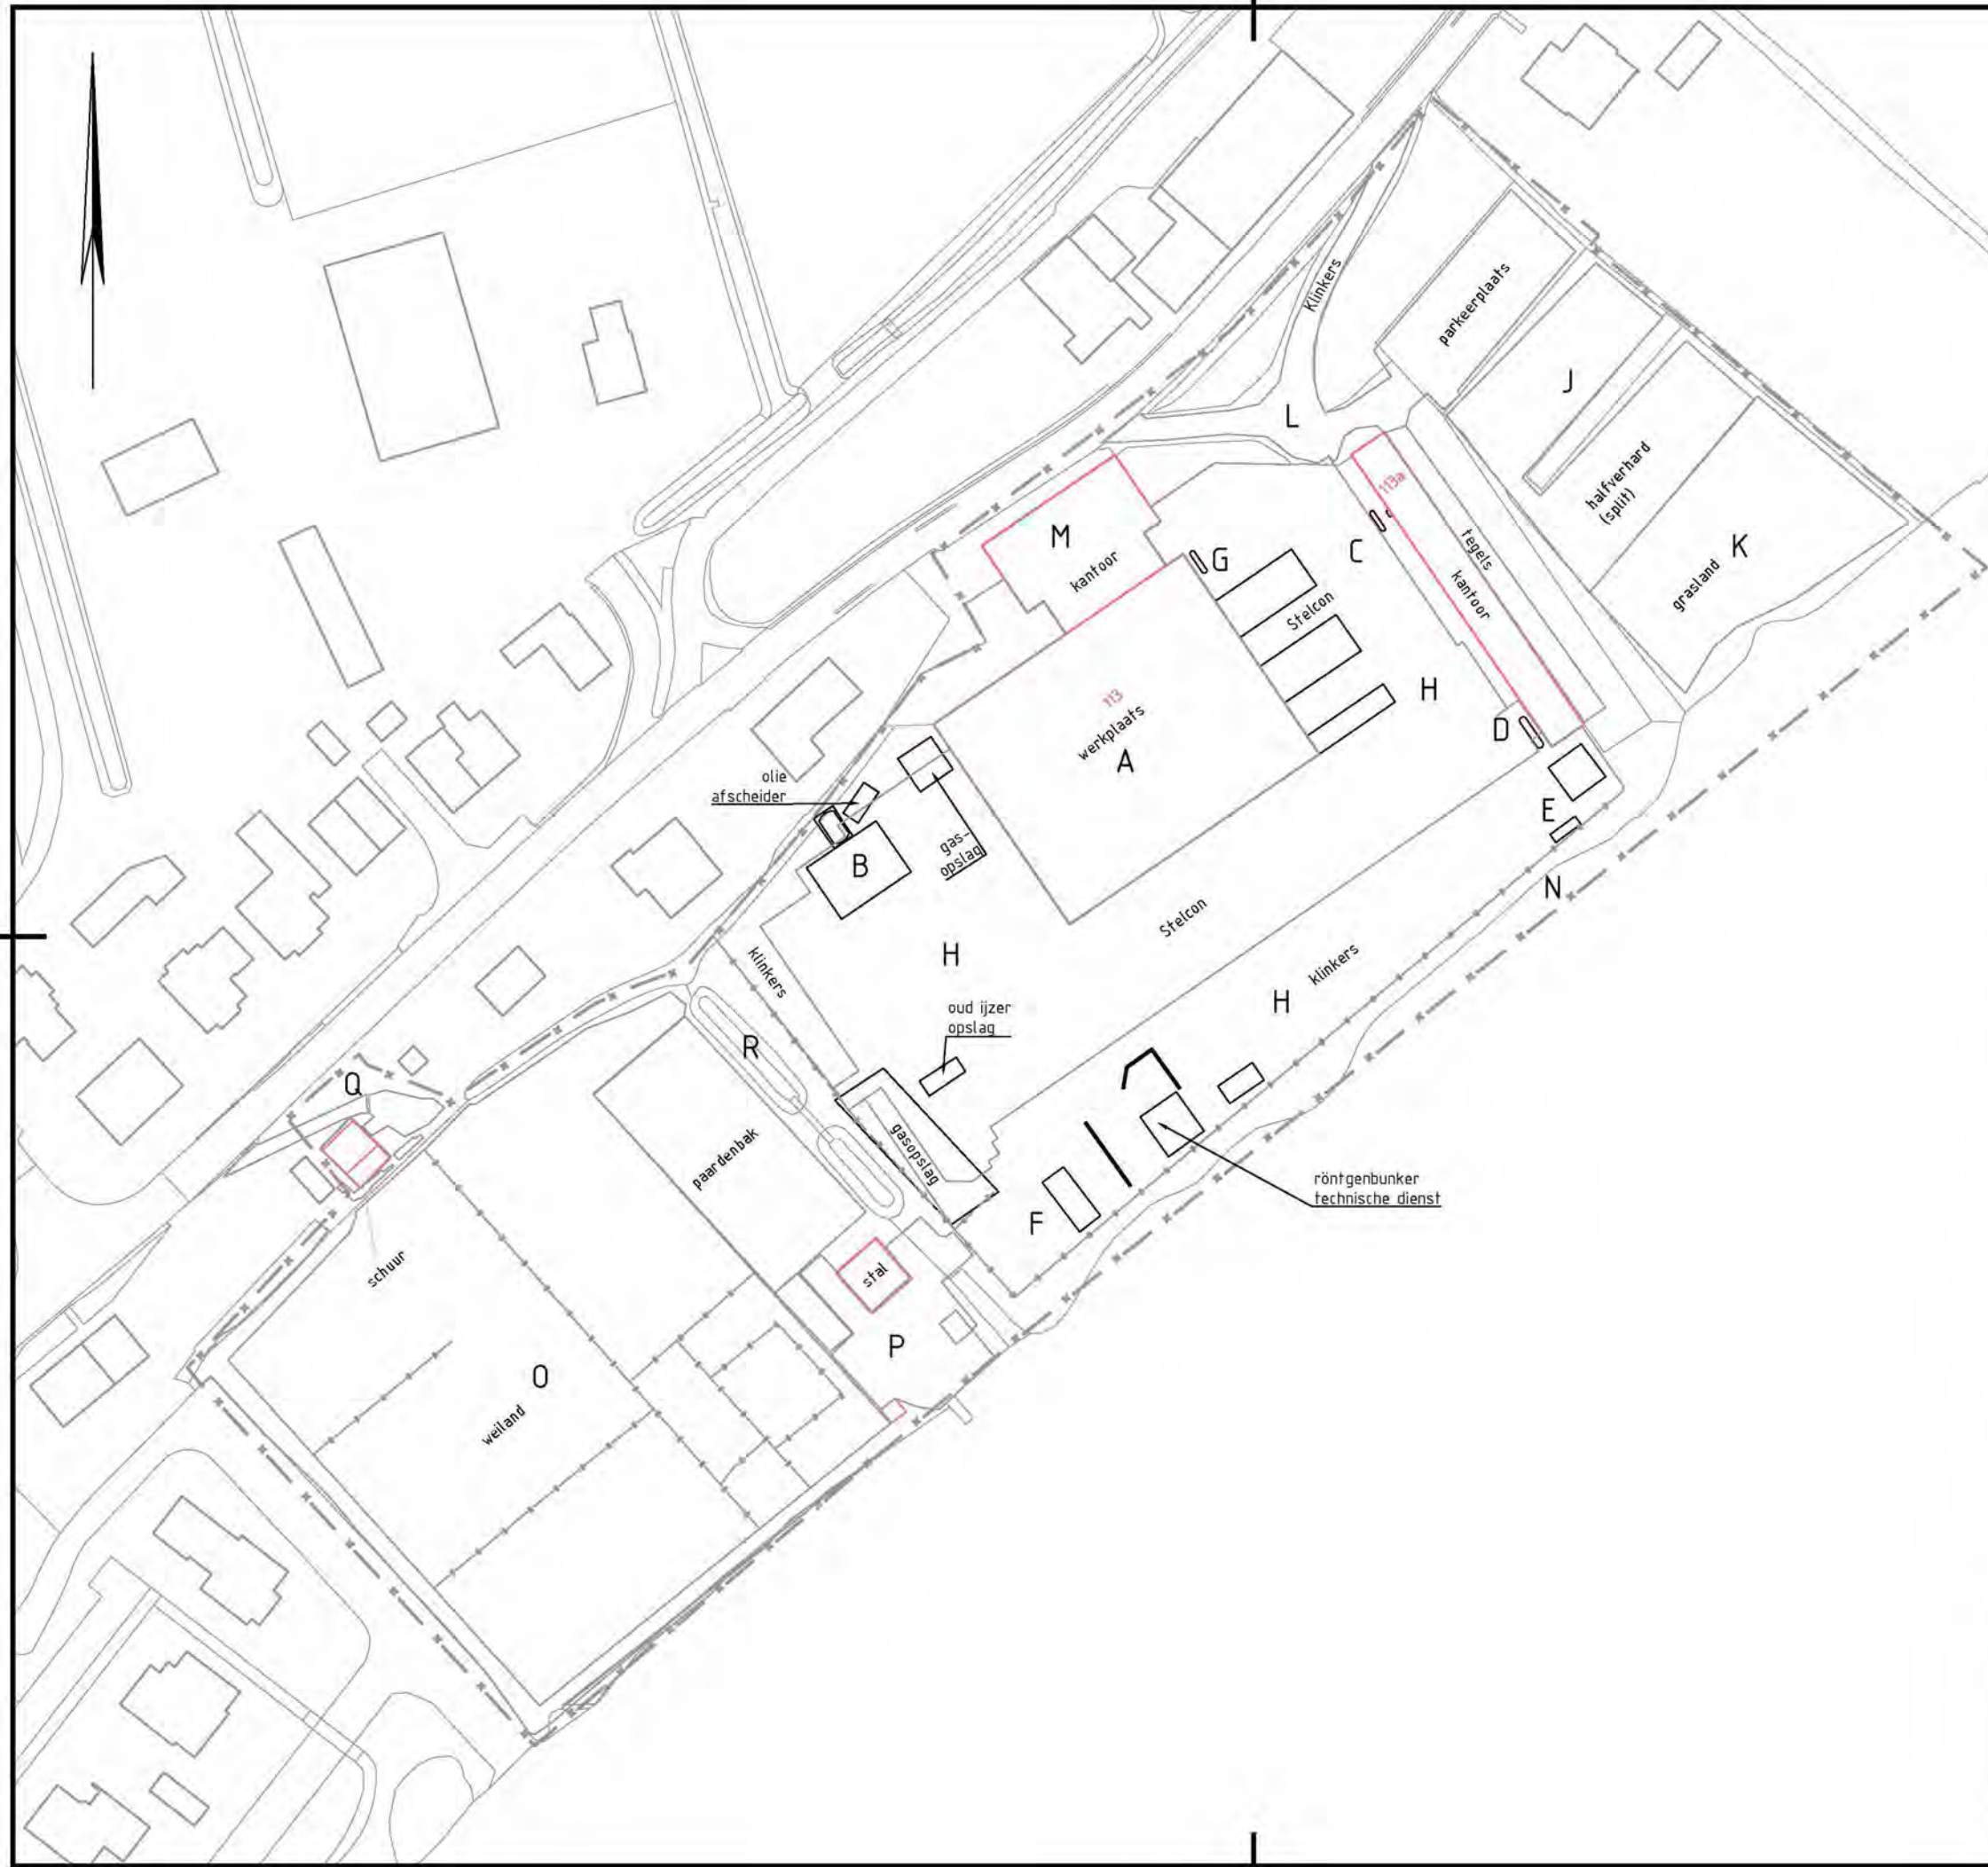 Klinkers
parkeerplaats
J
L
halfverhard
(split)
113a
M
kantoor
G
C
tegels
kantoor
K
grasland
Stelcon
H
113
werkplaats
A
D
olie
afscheider
E
gas-
opslag
B
N
Stelcon
klinkers
H
klinkers
H
oud ijzer
opslag
R
Q
gasopslag
paardenbak
röntgenbunker
technische dienst
F
schuur
stal
P
O
weiland